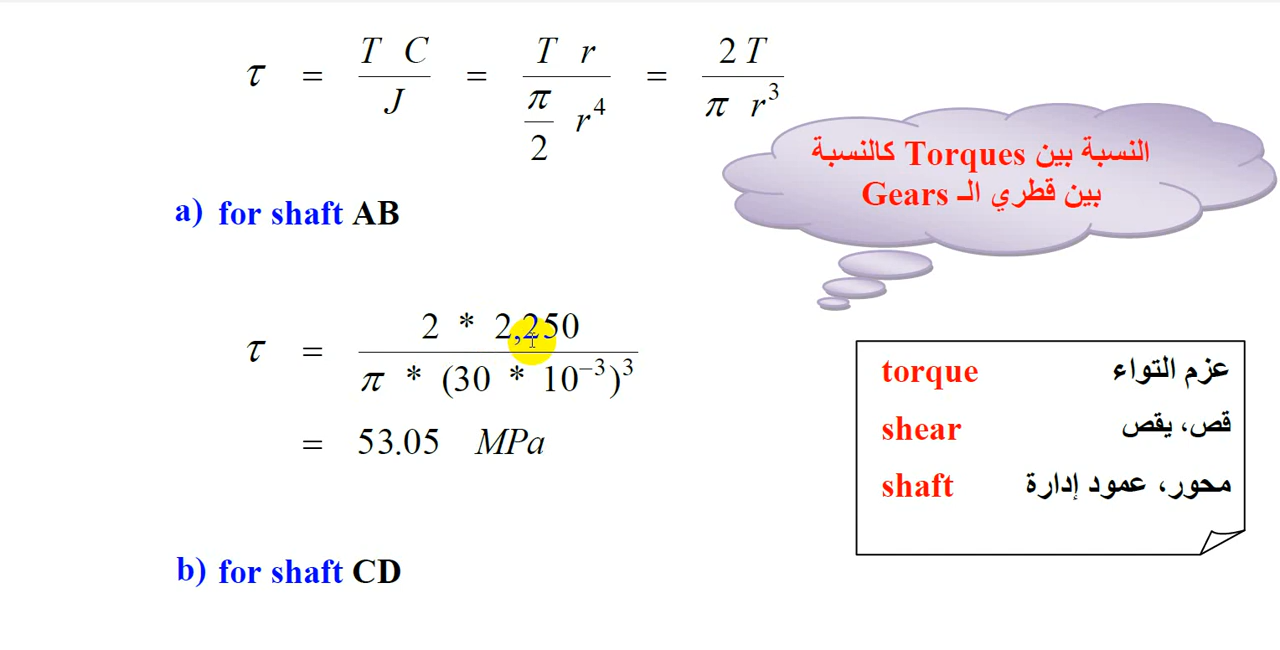 τ = T C / J = T r / (π/2 r⁴) = 2 T / π r³
النسبة بين Torques كالنسبة
بين قطري الـ Gears
a) for shaft AB
τ = 2 * 2,250 / π * (30 * 10⁻³)³
= 53.05 MPa
torque عزم التواء
shear قص، يقص
shaft محور، عمود إدارة
b) for shaft CD